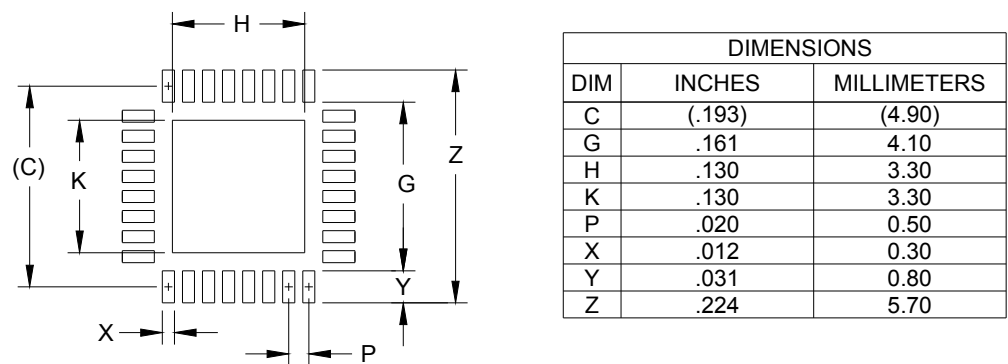 H
(C)
K
G
Z
Y
X
P
DIMENSIONS
DIM INCHES MILLIMETERS
C (.193) (4.90)
G .161 4.10
H .130 3.30
K .130 3.30
P .020 0.50
X .012 0.30
Y .031 0.80
Z .224 5.70